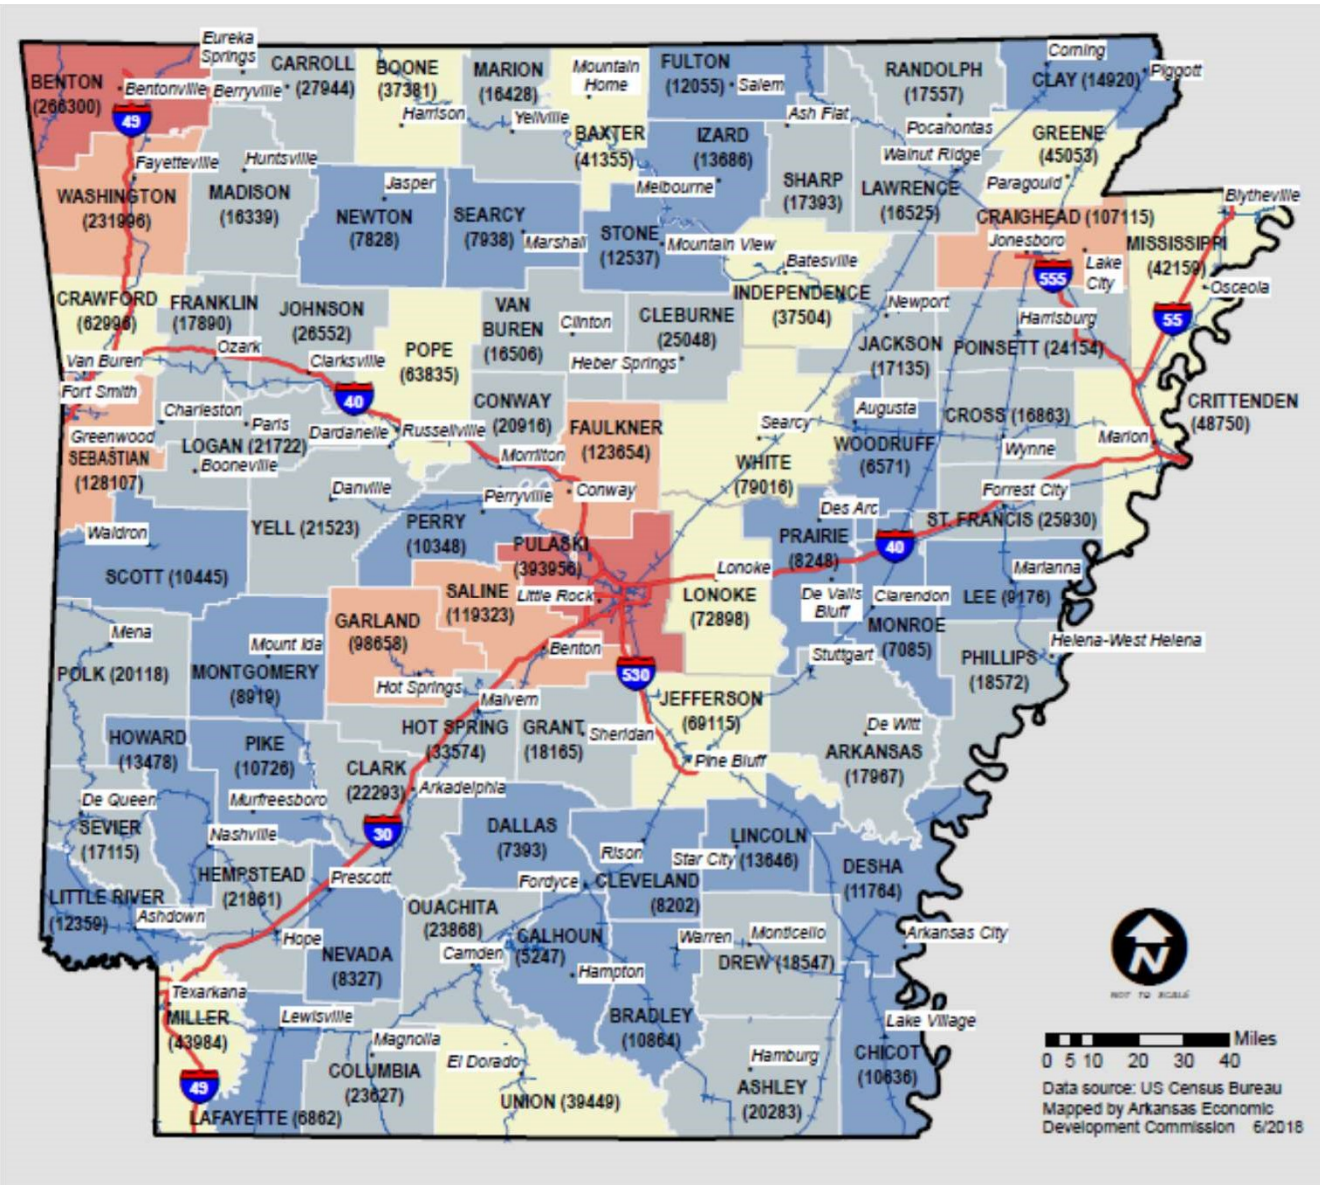 Eureka
Springs
CARROLL
(27944)
BENTON
(266300)
Bentonville
Berryville
BOONE
(37381)
Harrison
MARION
(16428)
Yellville
Mountain
Home
BAXTER
(41355)
FULTON
(12055)
Salem
Ash Flat
RANDOLPH
(17557)
Pocahontas
Corning
CLAY (14920)
Piggott
49
Fayetteville
Huntsville
WASHINGTON
(231996)
MADISON
(16339)
Jasper
NEWTON
(7828)
SEARCY
(7938)
Marshall
IZARD
(13686)
Melbourne
STONE
(12537)
Mountain View
SHARP
(17393)
Walnut Ridge
LAWRENCE
(16525)
GREENE
(45053)
Paragould
CRAIGHEAD (107115)
Jonesboro
Lake
City
555
Blytheville
MISSISSIPPI
(42159)
Osceola
55
CRAWFORD
(62996)
FRANKLIN
(17890)
JOHNSON
(26552)
Van Buren
Ozark
Clarksville
POPE
(63835)
VAN
BUREN
(16506)
Clinton
CLEBURNE
(25048)
Heber Springs
Batesville
INDEPENDENCE
(37504)
Newport
JACKSON
(17135)
Harrisburg
POINSETT (24154)
Fort Smith
40
Charleston
Paris
Greenwood
LOGAN (21722)
Booneville
SEBASTIAN
(128107)
Dardanelle
Russellville
CONWAY
(20916)
Morrilton
FAULKNER
(123654)
Conway
Searcy
WHITE
(79016)
Augusta
WOODRUFF
(6571)
CROSS (16863)
Wynne
Marion
CRITTENDEN
(48750)
Danville
YELL (21523)
Perryville
PERRY
(10348)
Waldron
SCOTT (10445)
PULASKI
(393956)
Little Rock
Lonoke
LONOKE
(72898)
Des Arc
PRAIRIE
(8248)
De Valls
Bluff
40
Forrest City
ST. FRANCIS (25930)
Marianna
LEE (9176)
Clarendon
MONROE
(7085)
Helena-West Helena
PHILLIPS
(18572)
SALINE
(119323)
Benton
GARLAND
(98658)
Hot Springs
Mena
POLK (20118)
Mount Ida
MONTGOMERY
(8919)
Malvern
HOT SPRING
(33574)
530
GRANT
(18165)
Sheridan
JEFFERSON
(69115)
Pine Bluff
Stuttgart
De Witt
ARKANSAS
(17967)
HOWARD
(13478)
PIKE
(10726)
Murfreesboro
CLARK
(22293)
Arkadelphia
30
De Queen
SEVIER
(17115)
Nashville
HEMPSTEAD
(21861)
Prescott
DALLAS
(7393)
Fordyce
Rison
CLEVELAND
(8202)
Star City
LINCOLN
(13646)
DESHA
(11764)
Arkansas City
LITTLE RIVER
(12359)
Ashdown
Hope
NEVADA
(8327)
OUACHITA
(23868)
Camden
CALHOUN
(5247)
Hampton
Warren
Monticello
DREW (18547)
BRADLEY
(10864)
Texarkana
MILLER
(43984)
49
Lewisville
LAFAYETTE (6862)
Magnolia
COLUMBIA
(23627)
El Dorado
UNION (39449)
Hamburg
ASHLEY
(20283)
Lake Village
CHICOT
(10636)
N
NOT TO SCALE
Miles
0 5 10 20 30 40
Data source: US Census Bureau
Mapped by Arkansas Economic
Development Commission 6/2018